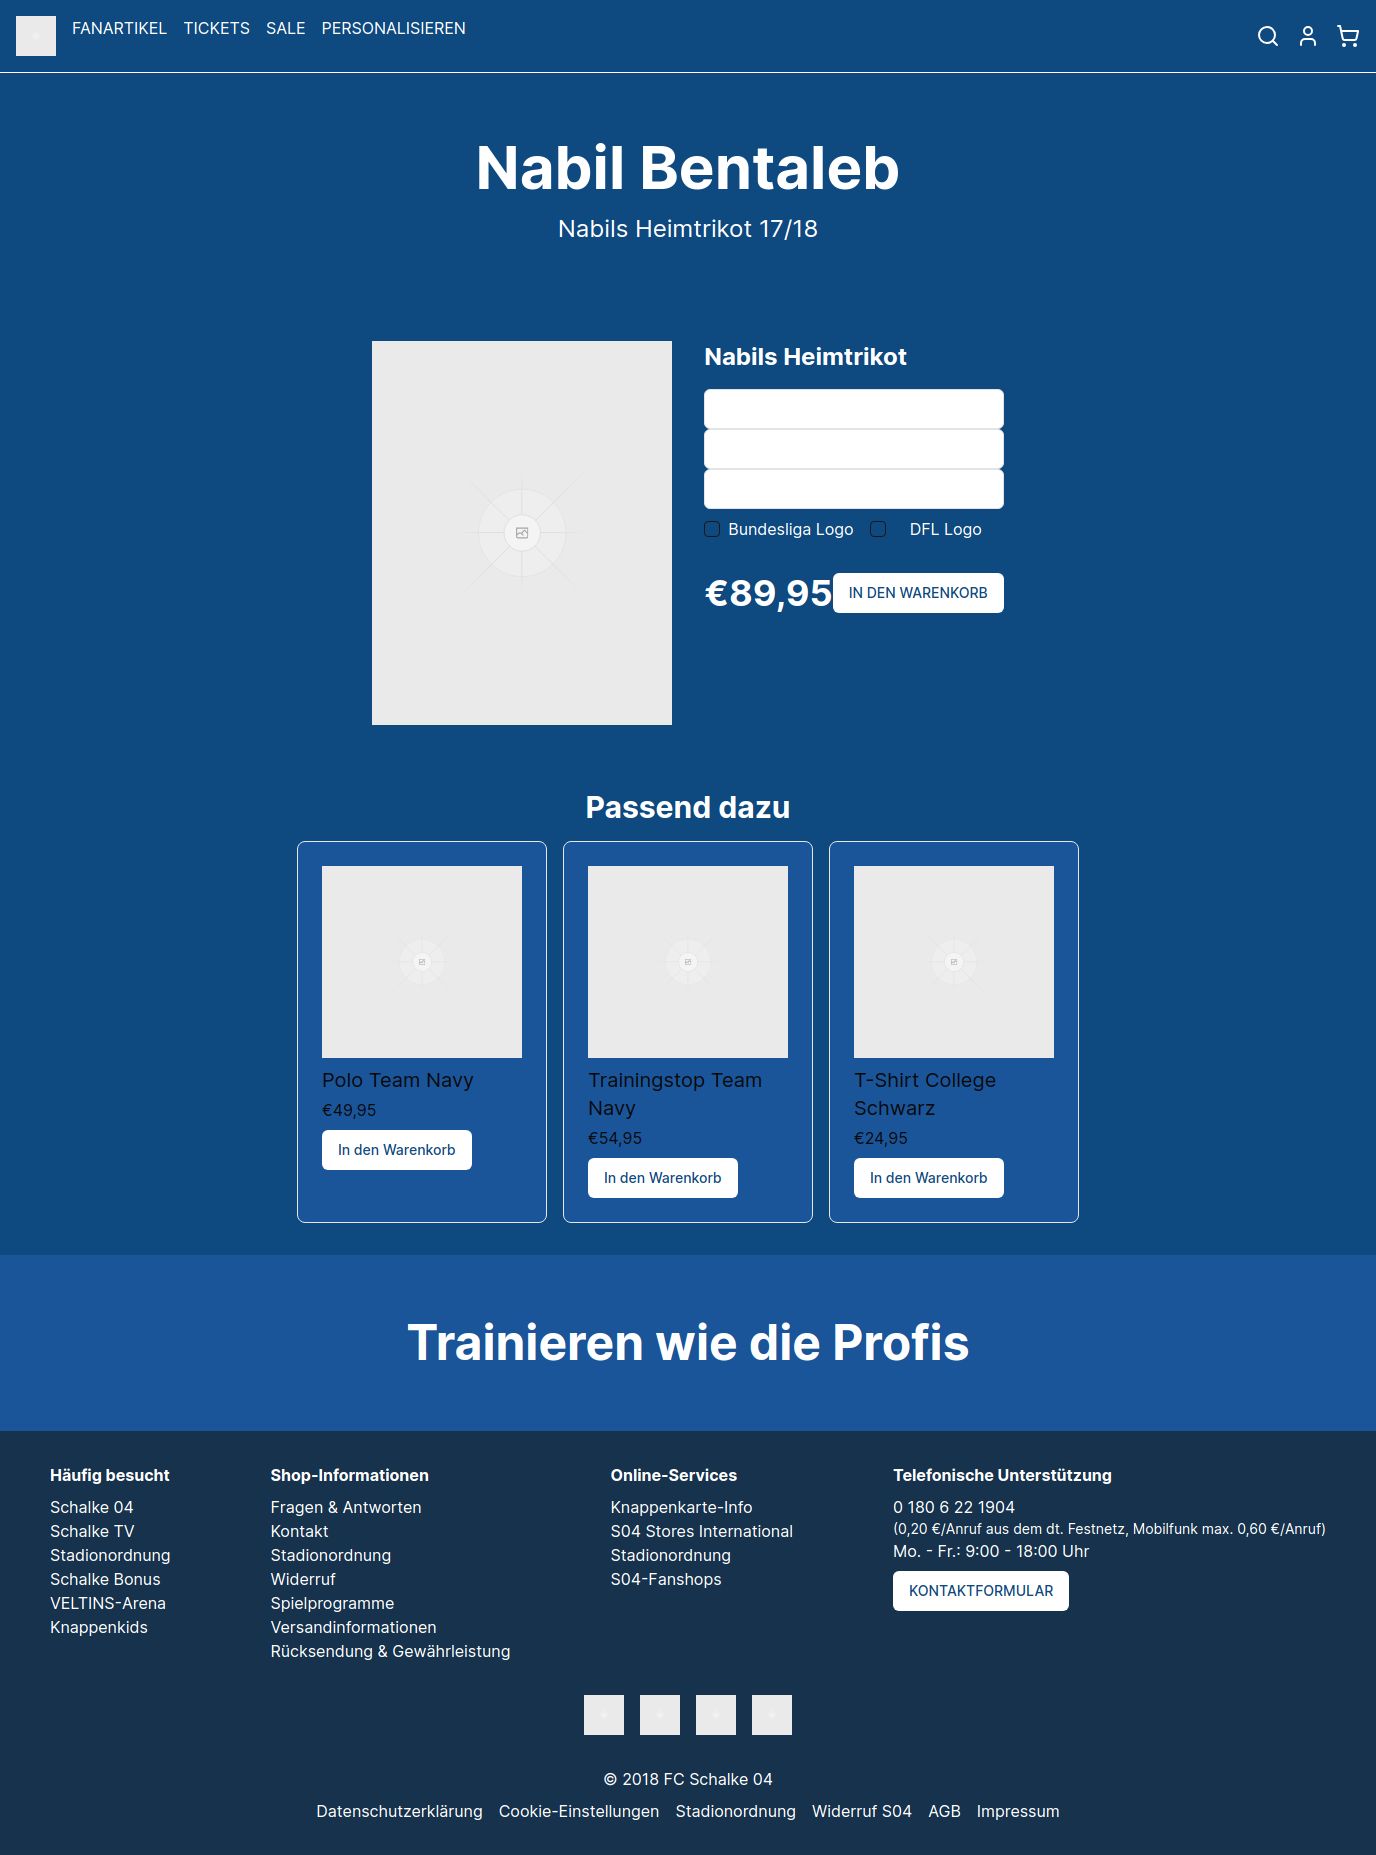 FANARTIKEL TICKETS SALE PERSONALISIEREN
Nabil Bentaleb
Nabils Heimtrikot 17/18
Nabils Heimtrikot
Bundesliga Logo DFL Logo
€89,95 IN DEN WARENKORB
Passend dazu
Polo Team Navy
€49,95
In den Warenkorb
Trainingstop Team
Navy
€54,95
In den Warenkorb
T-Shirt College
Schwarz
€24,95
In den Warenkorb
Trainieren wie die Profis
Häufig besucht
Schalke 04
Schalke TV
Stadionordnung
Schalke Bonus
VELTINS-Arena
Knappenkids
Shop-Informationen
Fragen & Antworten
Kontakt
Stadionordnung
Widerruf
Spielprogramme
Versandinformationen
Rücksendung & Gewährleistung
Online-Services
Knappenkarte-Info
S04 Stores International
Stadionordnung
S04-Fanshops
Telefonische Unterstützung
0 180 6 22 1904
(0,20 €/Anruf aus dem dt. Festnetz, Mobilfunk max. 0,60 €/Anruf)
Mo. - Fr.: 9:00 - 18:00 Uhr
KONTAKTFORMULAR
© 2018 FC Schalke 04
Datenschutzerklärung Cookie-Einstellungen Stadionordnung Widerruf S04 AGB Impressum